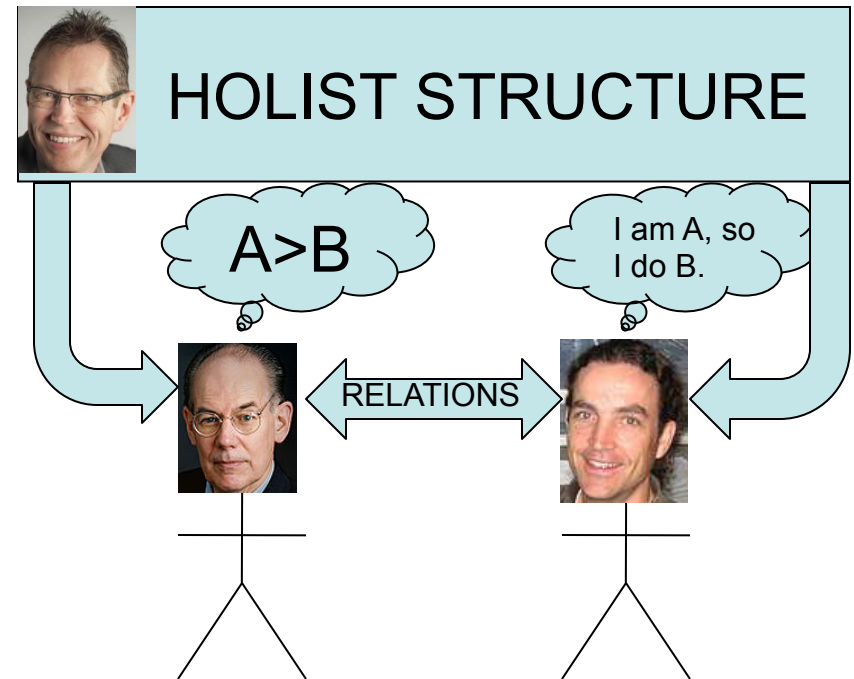 HOLIST STRUCTURE
A>B
I am A, so
I do B.
RELATIONS